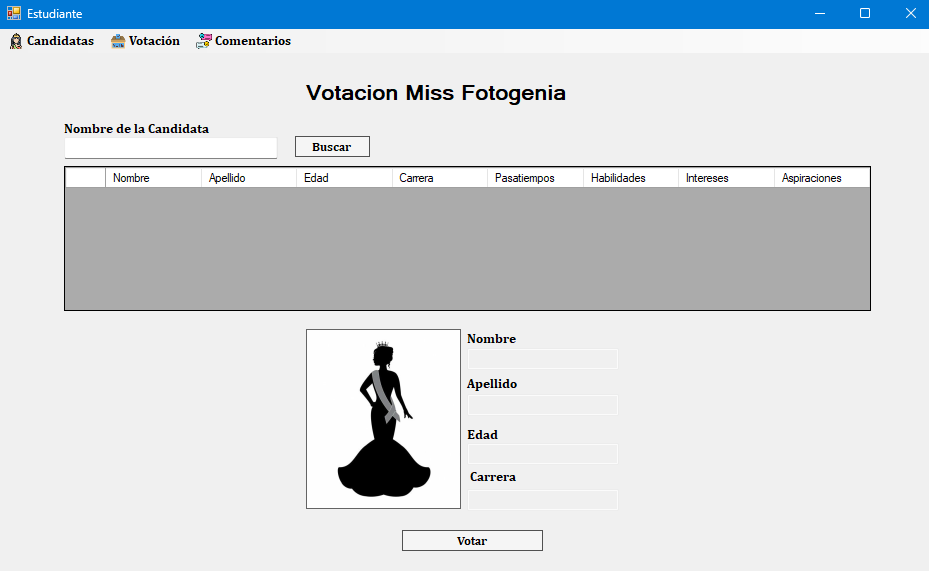 Estudiante
Candidatas Votación Comentarios
Votacion Miss Fotogenia
Nombre de la Candidata
Buscar
Nombre Apellido Edad Carrera Pasatiempos Habilidades Intereses Aspiraciones
Nombre
Apellido
Edad
Carrera
Votar